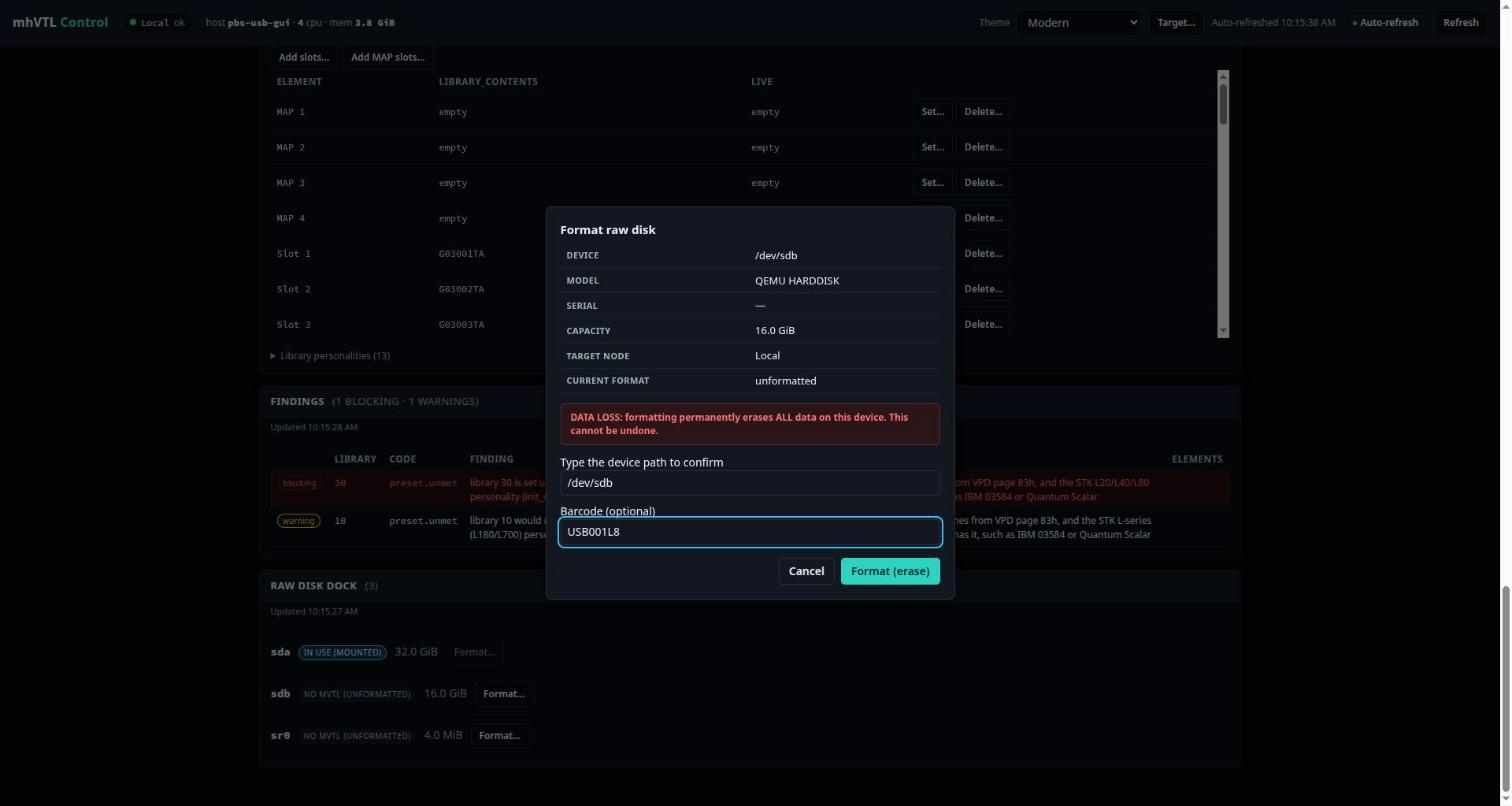 mhVTL Control Local ok host pbs-usb-gui · 4 cpu · mem 3.8 GiB Theme Modern Target... Auto-refreshed 10:15:38 AM Auto-refresh Refresh
Add slots... Add MAP slots...
ELEMENT LIBRARY_CONTENTS LIVE
MAP 1 empty empty Set... Delete...
MAP 2 empty empty Set... Delete...
MAP 3 empty empty Set... Delete...
MAP 4 empty Delete...
Slot 1 G03001TA Delete...
Slot 2 G03002TA Delete...
Slot 3 G03003TA Delete...
Library personalities (13)
Format raw disk
DEVICE /dev/sdb
MODEL QEMU HARDDISK
SERIAL —
CAPACITY 16.0 GiB
TARGET NODE Local
CURRENT FORMAT unformatted
DATA LOSS: formatting permanently erases ALL data on this device. This
cannot be undone.
Type the device path to confirm
/dev/sdb
Barcode (optional)
USB001L8
Cancel Format (erase)
FINDINGS (1 BLOCKING · 1 WARNINGS)
Updated 10:15:28 AM
LIBRARY CODE FINDING ELEMENTS
blocking 30 preset.unmet library 30 is set u om VPD page 83h, and the STK L20/L40/L80
personality (init_s as IBM 03584 or Quantum Scalar
warning 10 preset.unmet library 10 would nes from VPD page 83h, and the STK L-series
(L180/L700) perso has it, such as IBM 03584 or Quantum Scalar
RAW DISK DOCK (3)
Updated 10:15:27 AM
sda IN USE (MOUNTED) 32.0 GiB Format...
sdb NO MVTL (UNFORMATTED) 16.0 GiB Format...
sr0 NO MVTL (UNFORMATTED) 4.0 MiB Format...